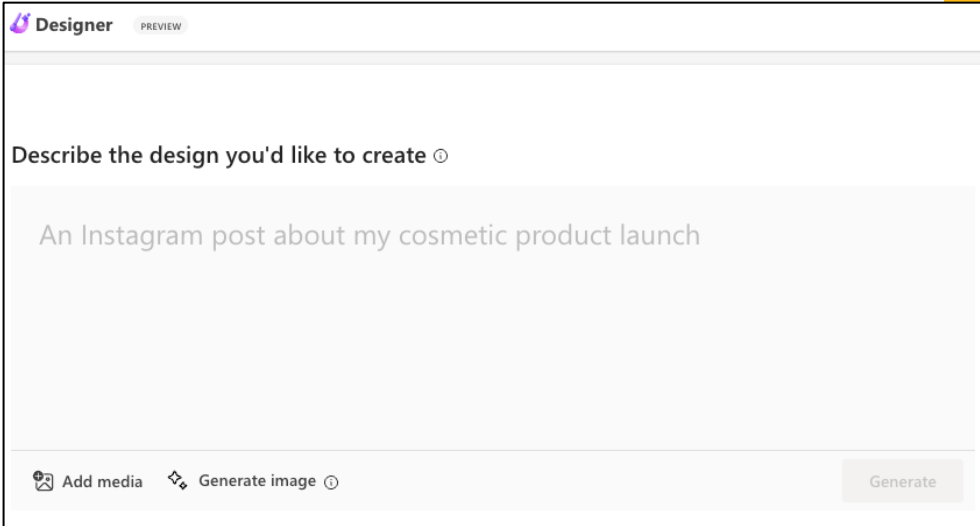 Designer PREVIEW
Describe the design you'd like to create
An Instagram post about my cosmetic product launch
Add media Generate image Generate